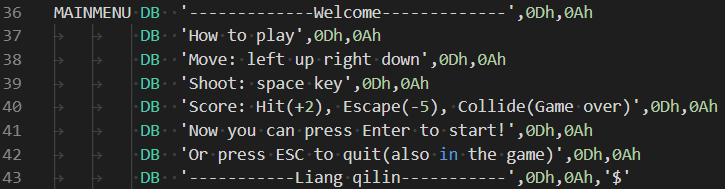 36 MAINMENU DB '-------------Welcome-------------',0Dh,0Ah
37 DB 'How to play',0Dh,0Ah
38 DB 'Move: left up right down',0Dh,0Ah
39 DB 'Shoot: space key',0Dh,0Ah
40 DB 'Score: Hit(+2), Escape(-5), Collide(Game over)',0Dh,0Ah
41 DB 'Now you can press Enter to start!',0Dh,0Ah
42 DB 'Or press ESC to quit(also in the game)',0Dh,0Ah
43 DB '-----------Liang qilin-----------',0Dh,0Ah,'$'